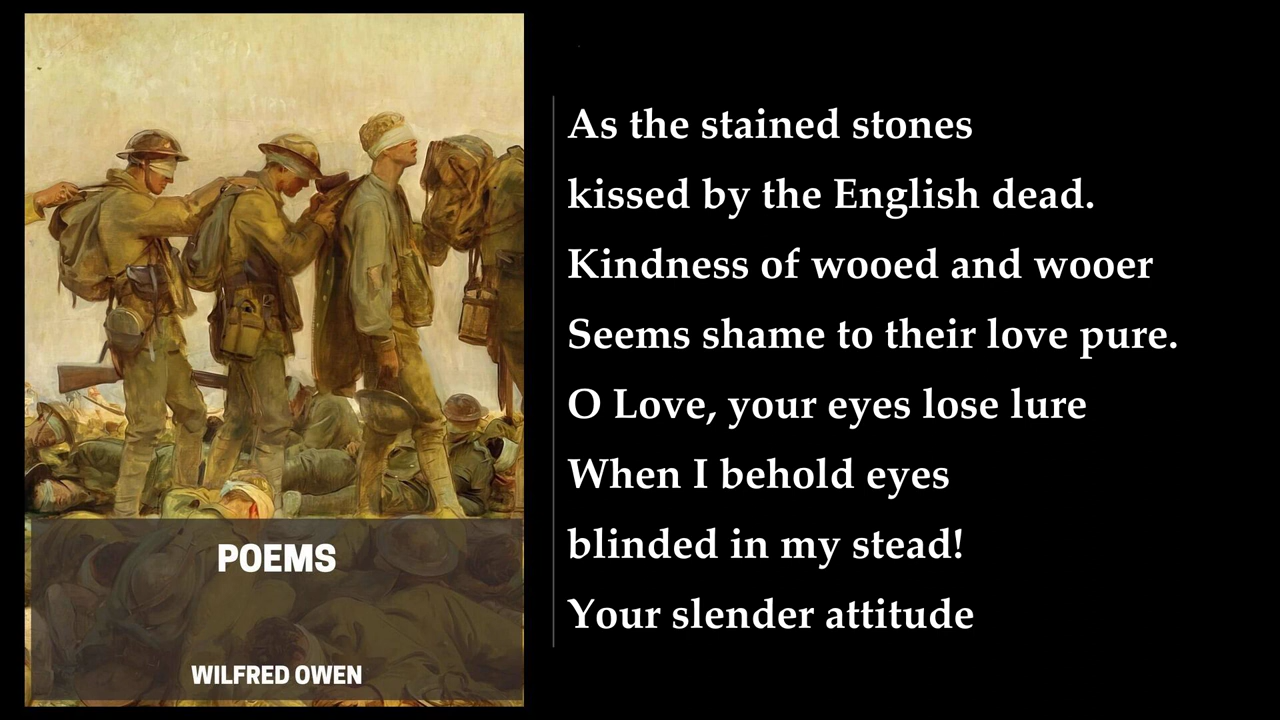 POEMS
WILFRED OWEN
As the stained stones
kissed by the English dead.
Kindness of wooed and wooer
Seems shame to their love pure.
O Love, your eyes lose lure
When I behold eyes
blinded in my stead!
Your slender attitude